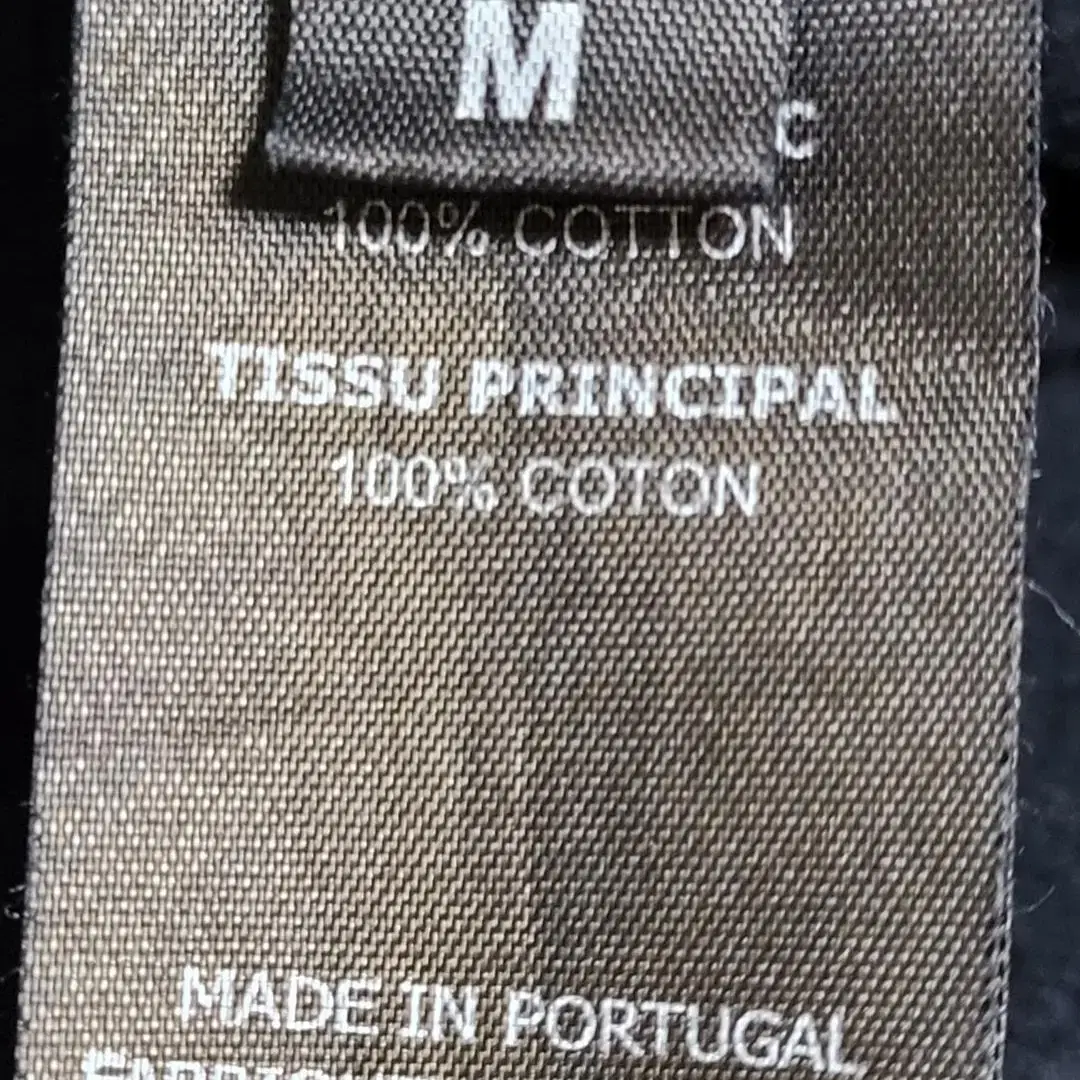 M
C
100% COTTON
TISSU PRINCIPAL
100% COTON
MADE IN PORTUGAL